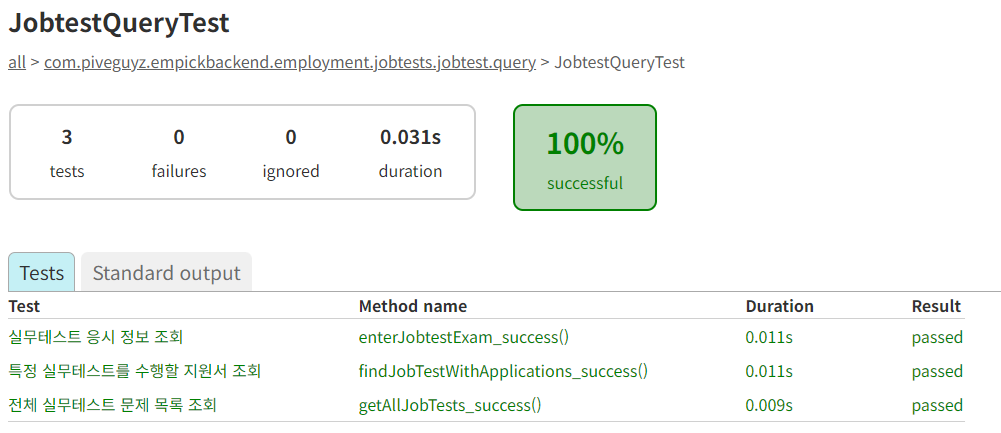 JobtestQueryTest
all > com.piveguyz.empickbackend.employment.jobtests.jobtest.query > JobtestQueryTest
3 0 0 0.031s
tests failures ignored duration
100%
successful
Tests Standard output
Test Method name Duration Result
실무테스트 응시 정보 조회 enterJobtestExam_success() 0.011s passed
특정 실무테스트를 수행할 지원서 조회 findJobTestWithApplications_success() 0.011s passed
전체 실무테스트 문제 목록 조회 getAllJobTests_success() 0.009s passed